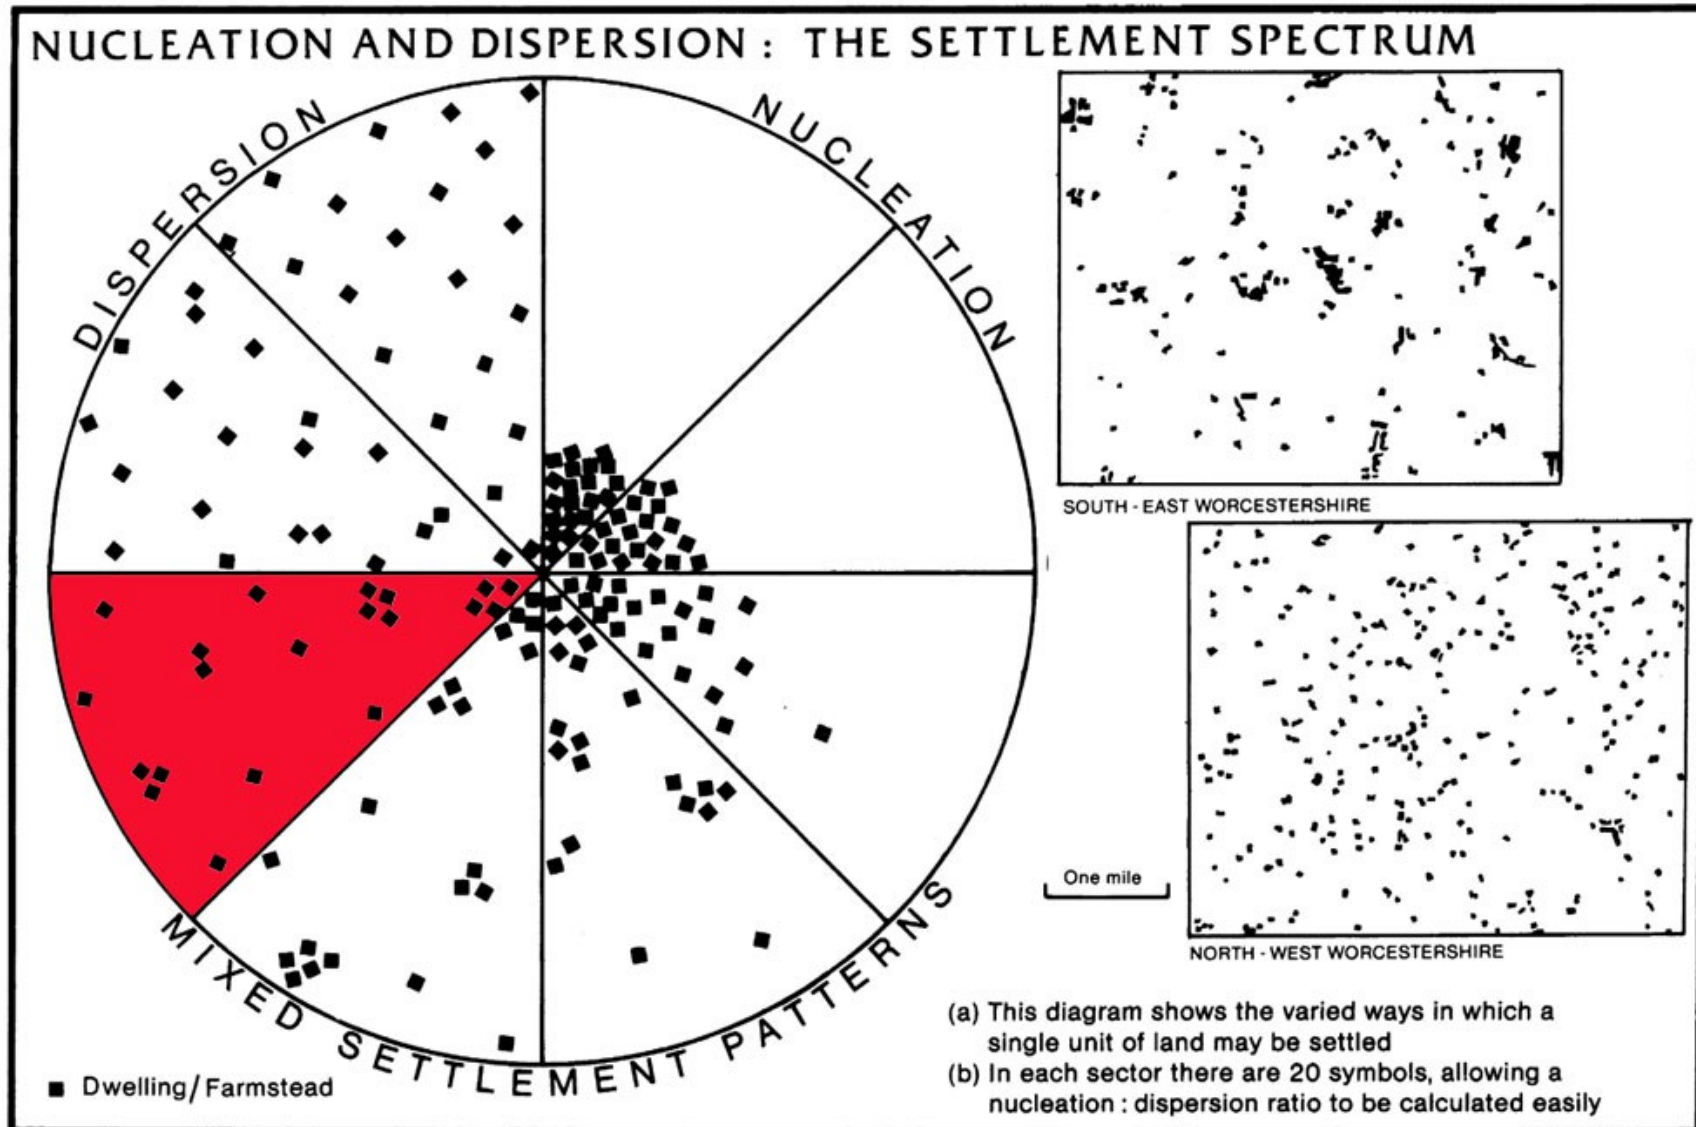 NUCLEATION AND DISPERSION : THE SETTLEMENT SPECTRUM
DISPERSION
NUCLEATION
MIXED SETTLEMENT PATTERNS
SOUTH - EAST WORCESTERSHIRE
One mile
NORTH - WEST WORCESTERSHIRE
Dwelling/Farmstead
(a) This diagram shows the varied ways in which a
single unit of land may be settled
(b) In each sector there are 20 symbols, allowing a
nucleation : dispersion ratio to be calculated easily